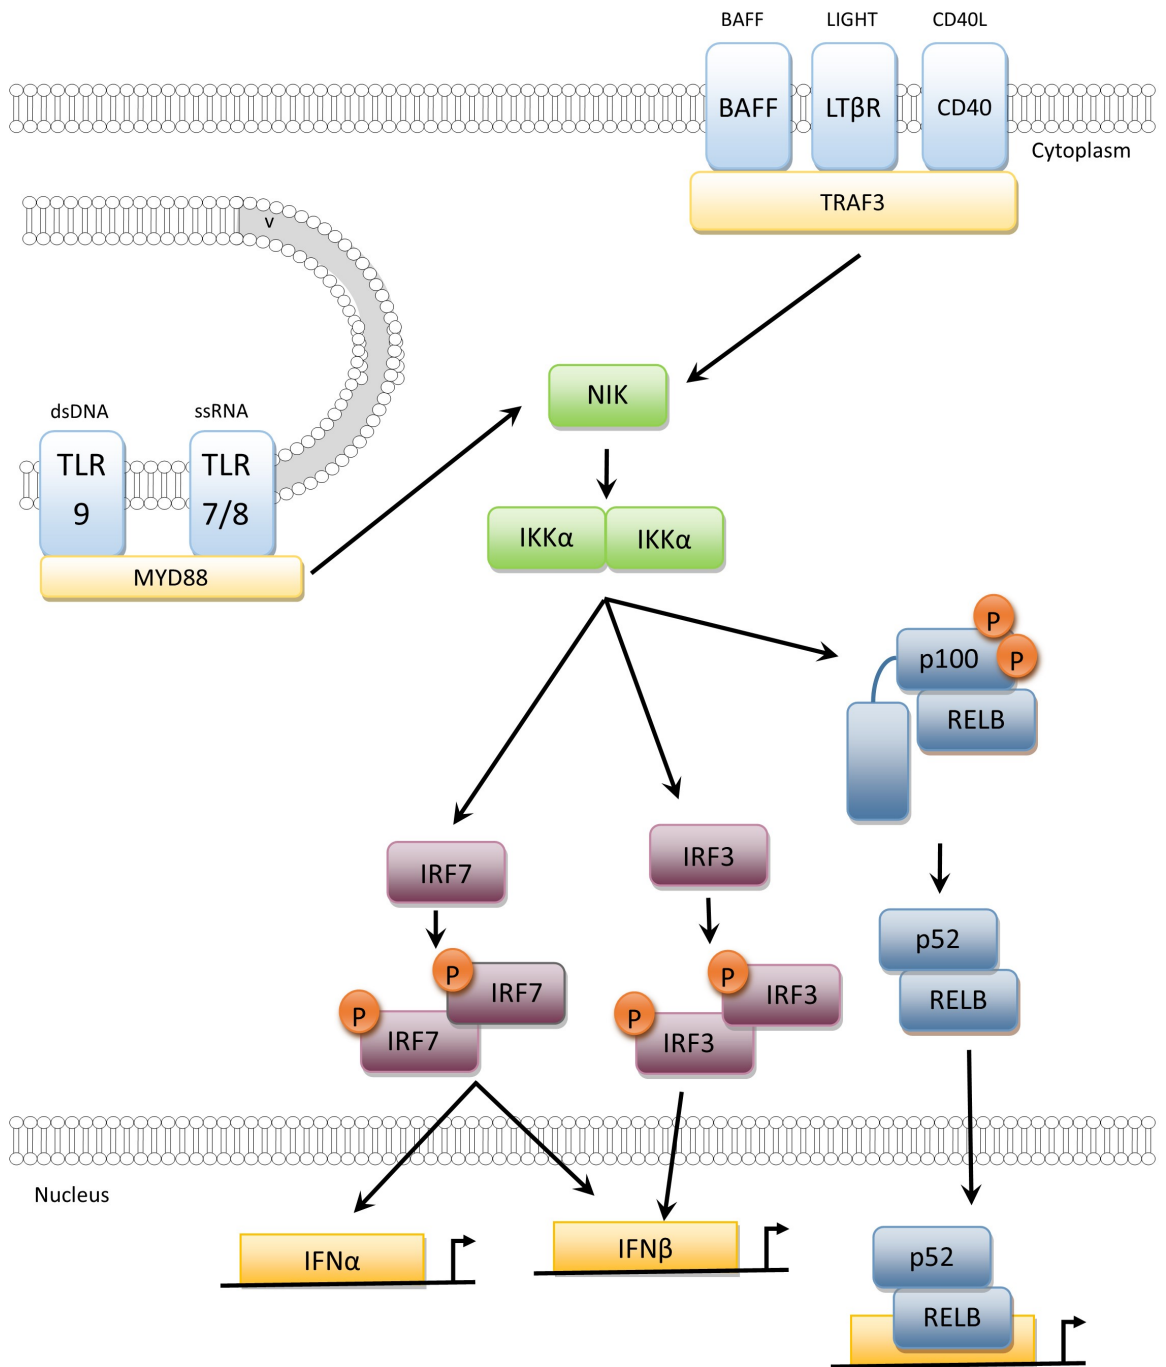 BAFF LIGHT CD40L
BAFF LTβR CD40
Cytoplasm
TRAF3
v
NIK
dsDNA ssRNA
TLR
9
TLR
7/8
MYD88
IKKα IKKα
P
P
p100
RELB
IRF7
IRF3
p52
RELB
P
IRF7
P
IRF7
P
IRF3
P
IRF3
Nucleus
IFNα
IFNβ
p52
RELB